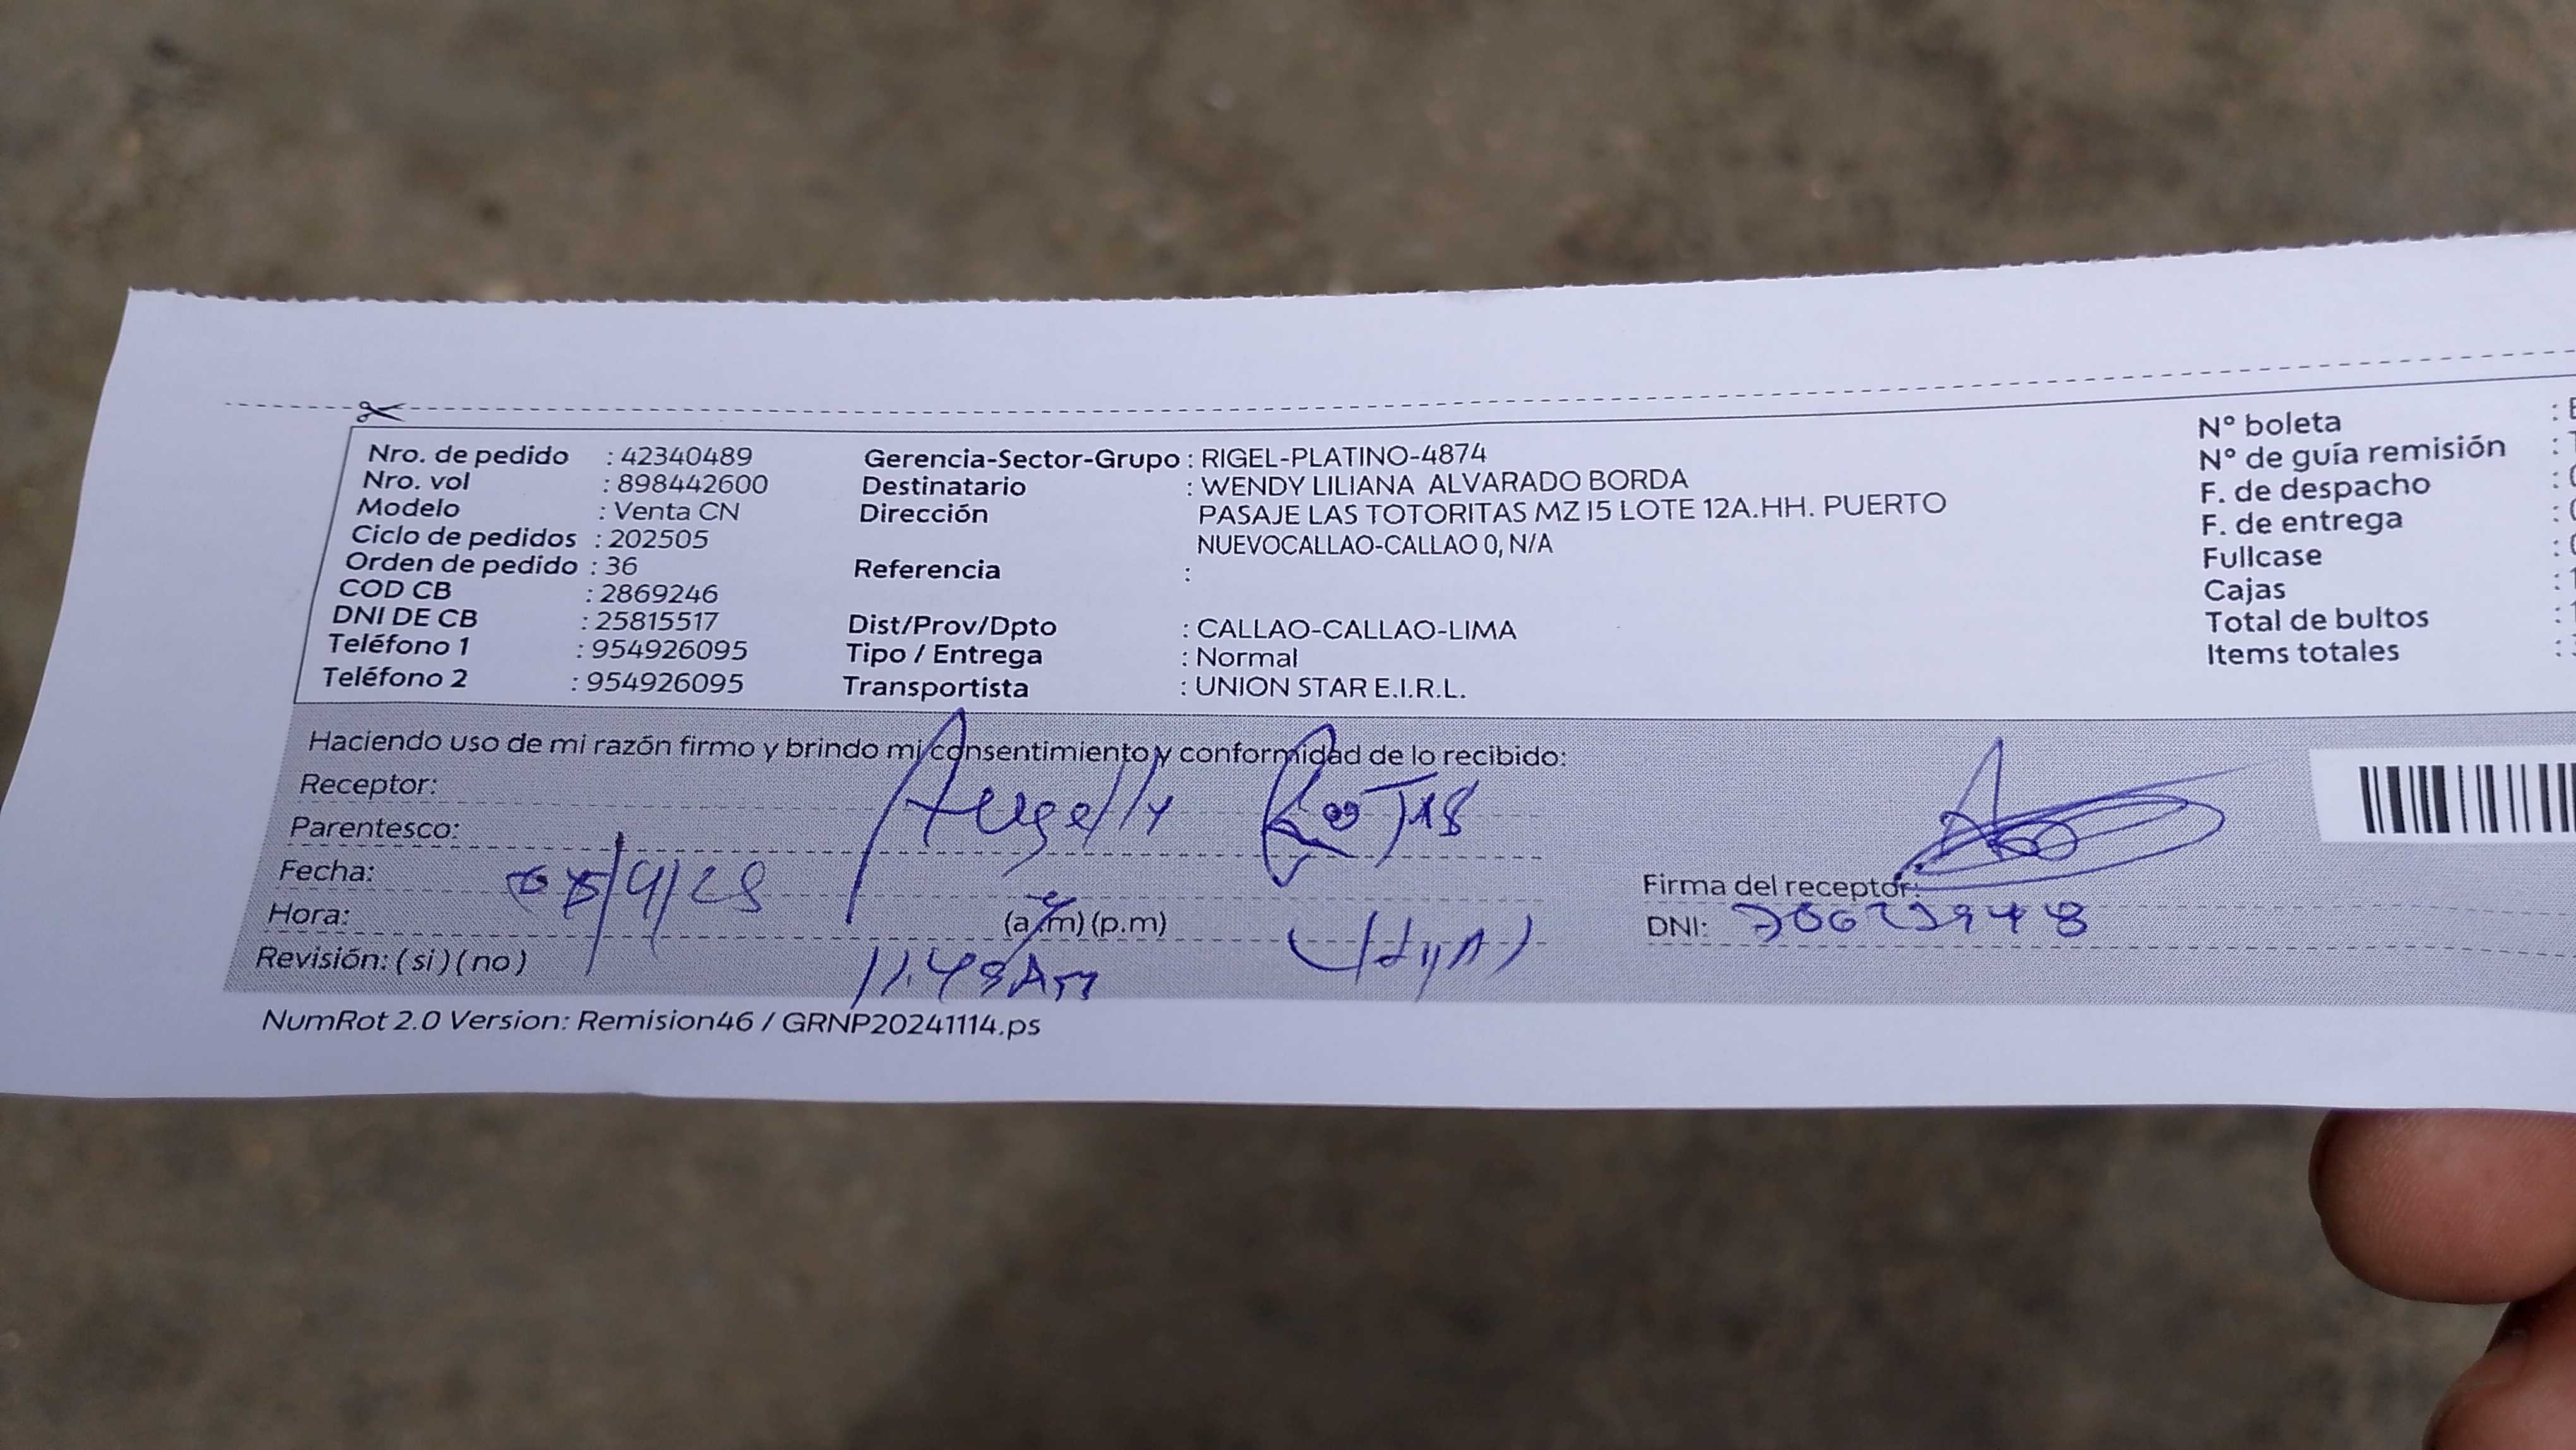 Nro. de pedido : 42340489
Nro. vol : 898442600
Modelo : Venta CN
Ciclo de pedidos : 202505
Orden de pedido : 36
COD CB : 2869246
DNI DE CB : 25815517
Teléfono 1 : 954926095
Teléfono 2 : 954926095
Gerencia-Sector-Grupo : RIGEL-PLATINO-4874
Destinatario : WENDY LILIANA ALVARADO BORDA
Dirección PASAJE LAS TOTORITAS MZ I5 LOTE 12A.HH. PUERTO
NUEVOCALLAO-CALLAO 0, N/A
Referencia :
Dist/Prov/Dpto : CALLAO-CALLAO-LIMA
Tipo / Entrega : Normal
Transportista : UNION STAR E.I.R.L.
N° boleta :
N° de guía remisión :
F. de despacho :
F. de entrega :
Fullcase :
Cajas :
Total de bultos :
Items totales :
Haciendo uso de mi razón firmo y brindo mi consentimiento y conformidad de lo recibido:
Receptor:
Parentesco:
Fecha:
Hora: (a.m) (p.m)
11.48 AM
Revisión: ( si ) ( no )
Firma del receptor:
DNI:
NumRot 2.0 Version: Remision46 / GRNP20241114.ps